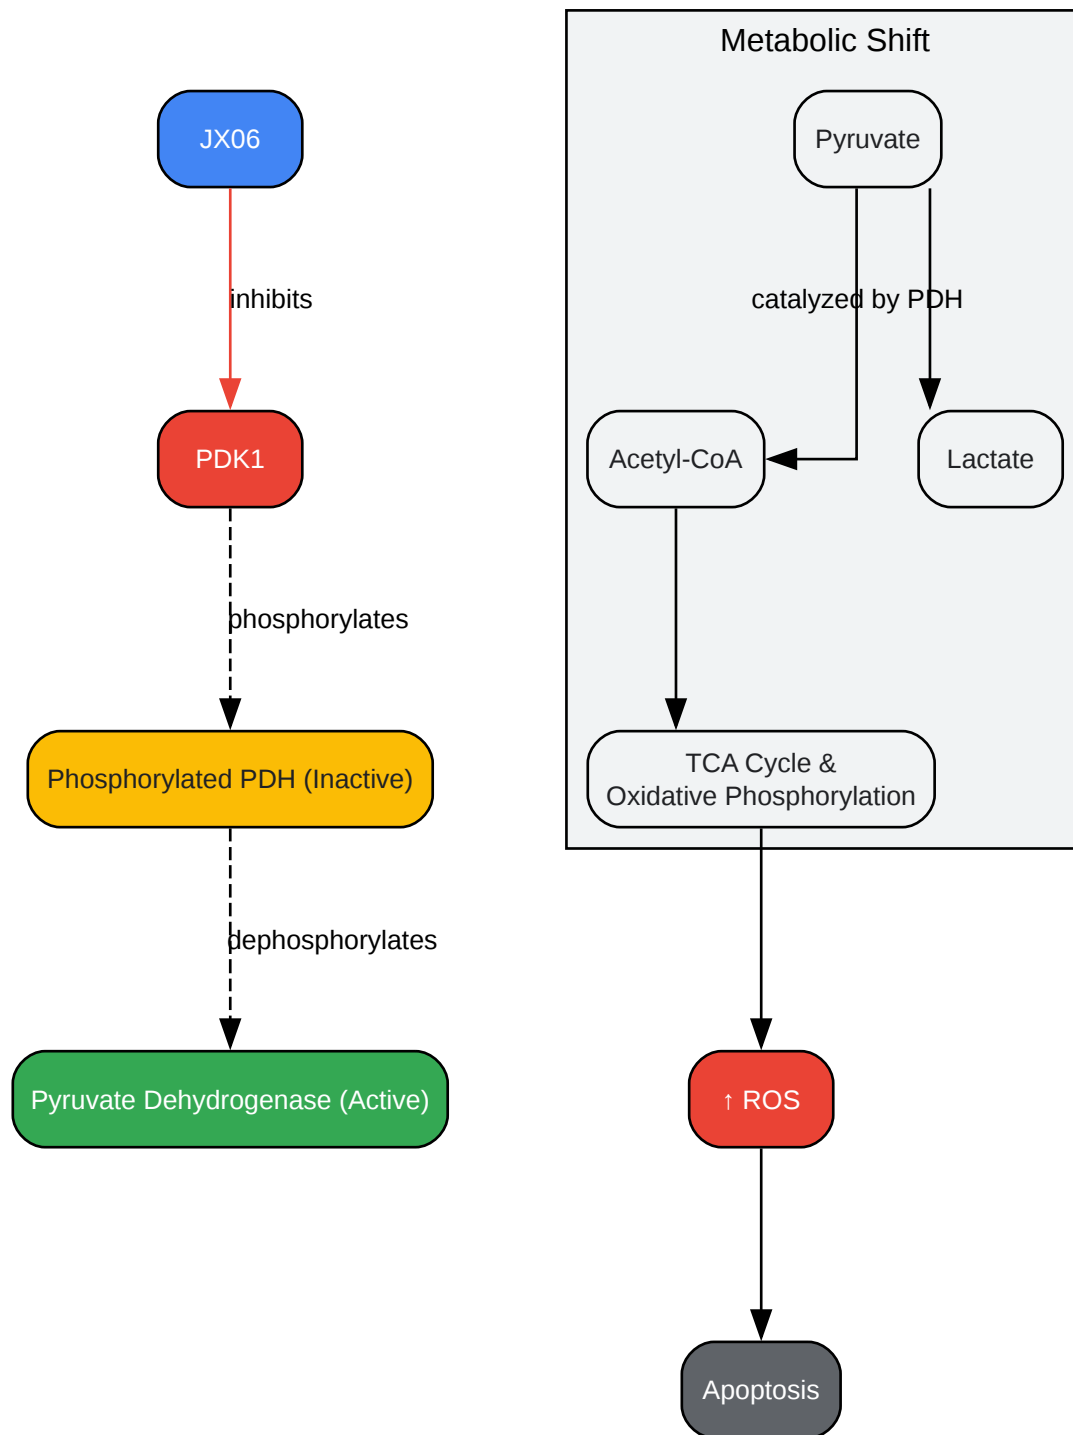 Metabolic Shift
JX06
Pyruvate
inhibits
catalyzed by PDH
PDK1
Acetyl-CoA
Lactate
phosphorylates
Phosphorylated PDH (Inactive)
TCA Cycle &
Oxidative Phosphorylation
dephosphorylates
Pyruvate Dehydrogenase (Active)
↑ ROS
Apoptosis